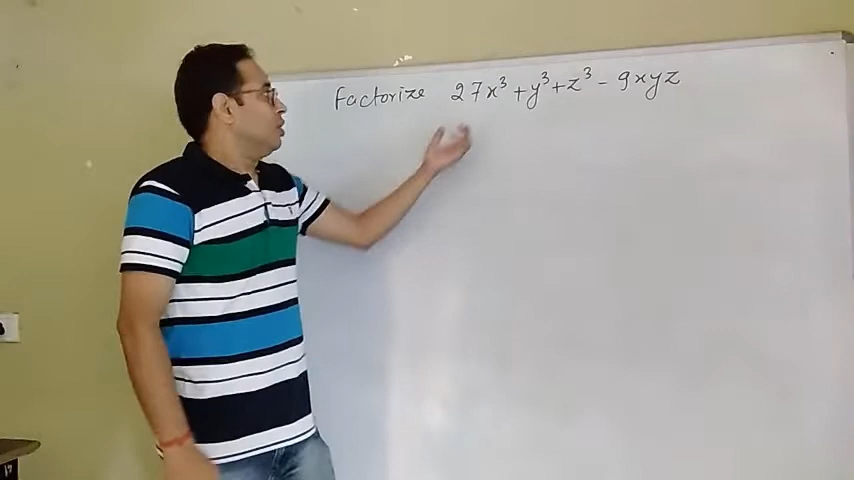 Factorize 27x³ + y³ + z³ - 9xyz